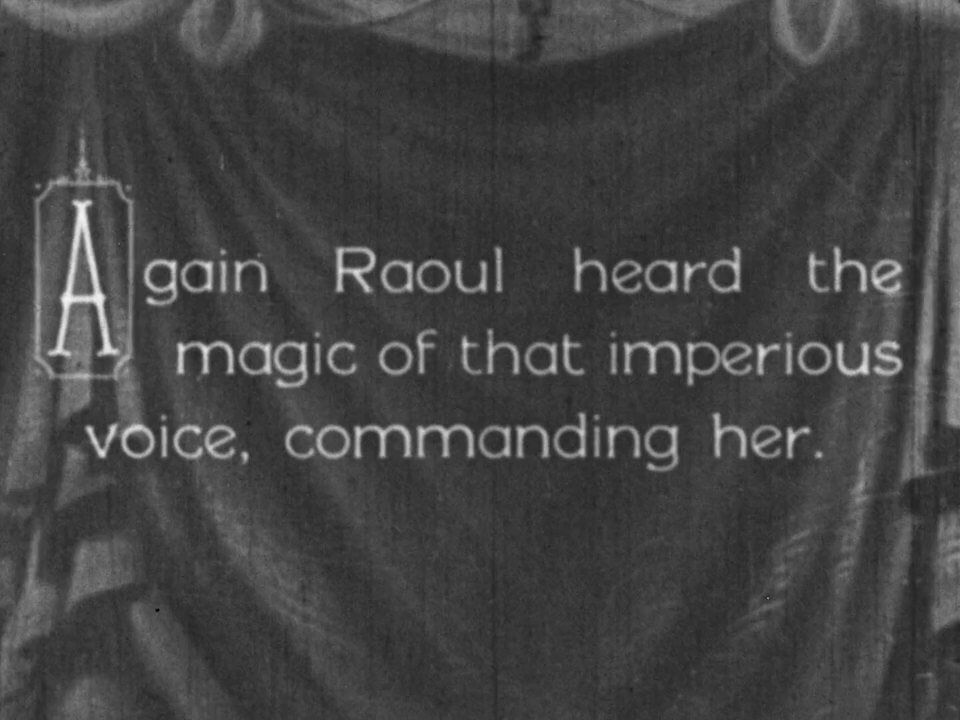 Again Raoul heard the
magic of that imperious
voice, commanding her.